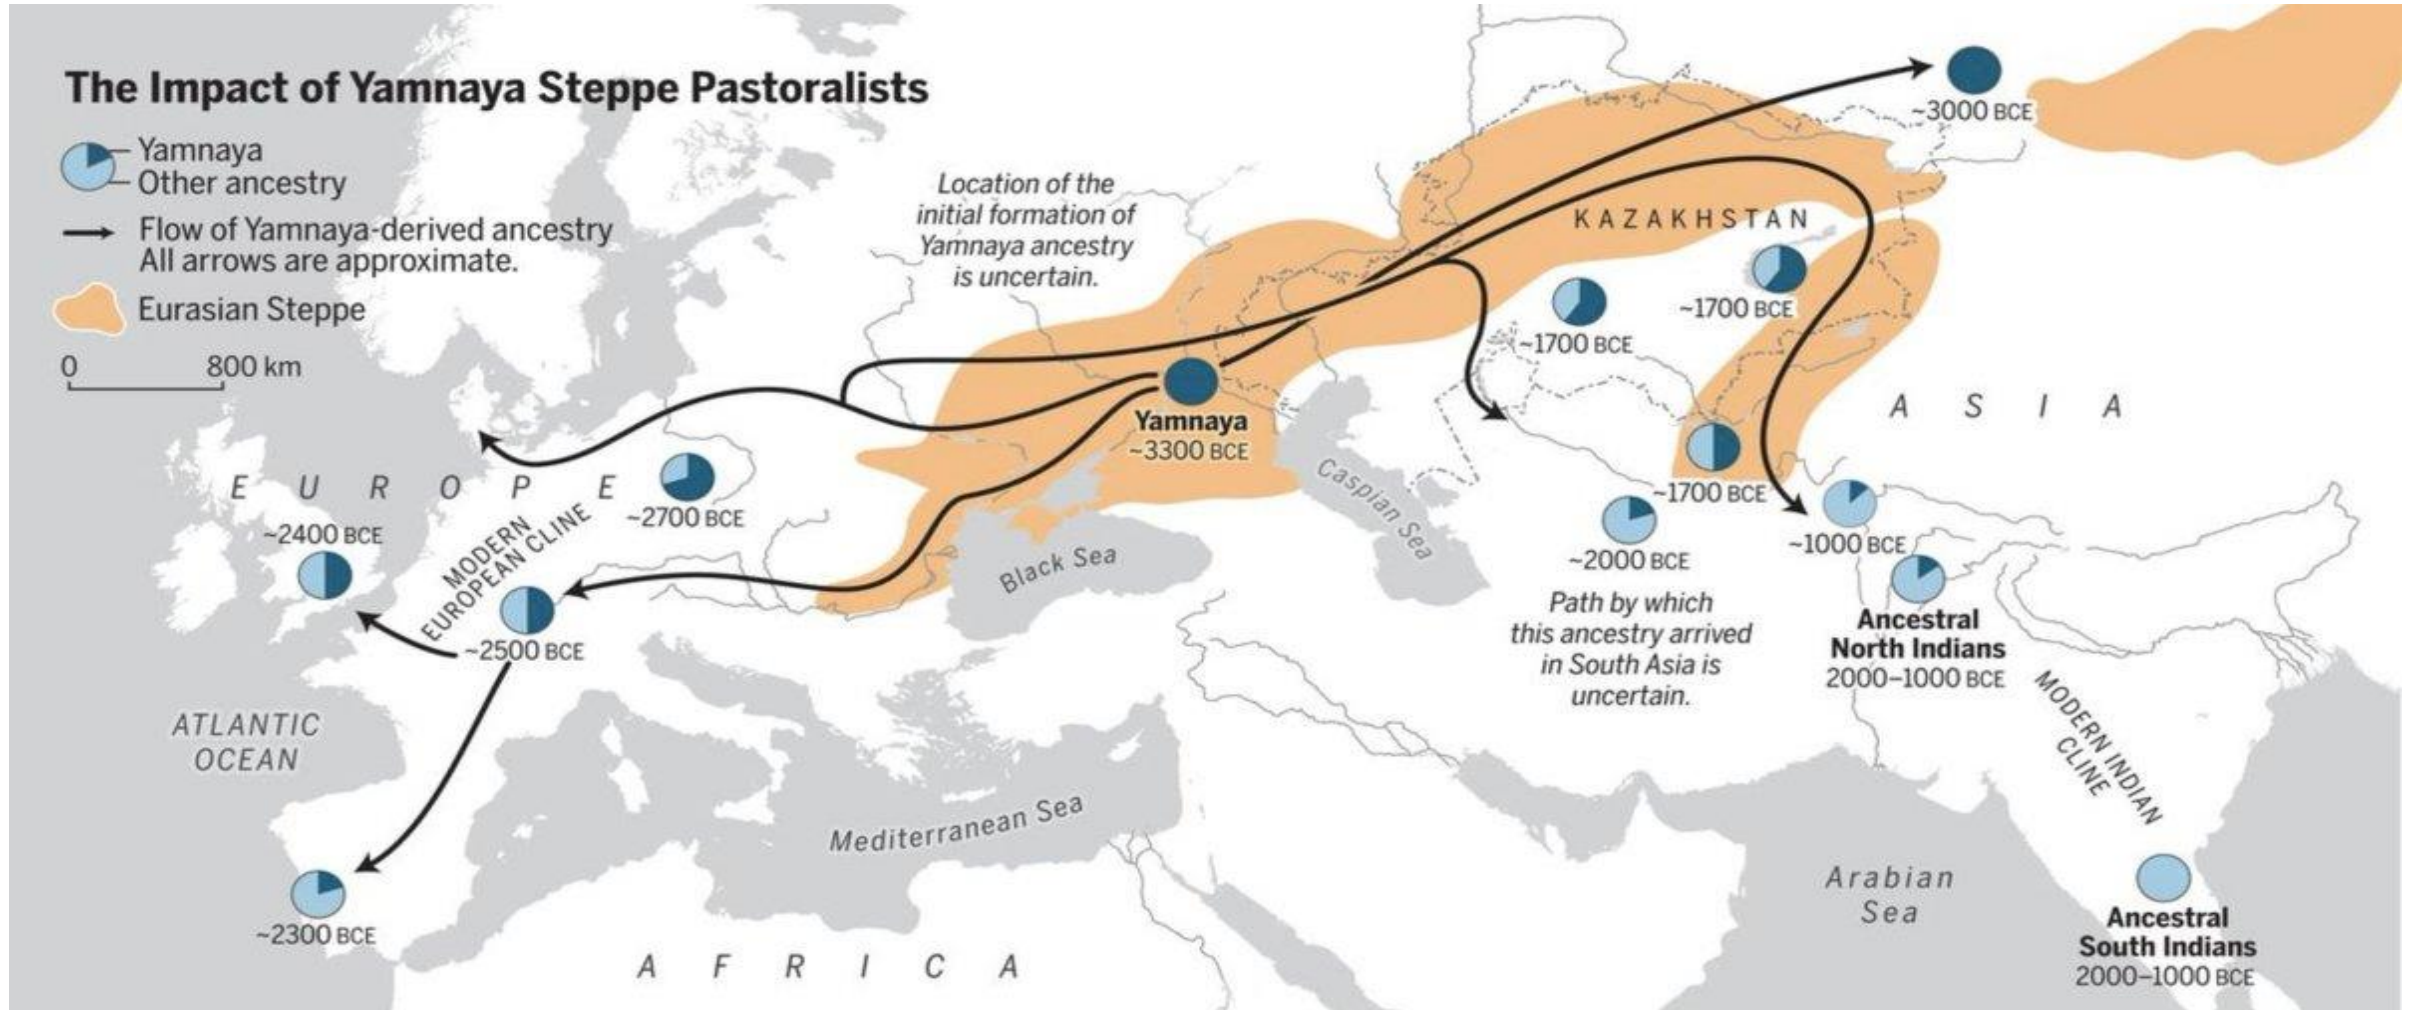 The Impact of Yamnaya Steppe Pastoralists
Yamnaya
Other ancestry
Flow of Yamnaya-derived ancestry
All arrows are approximate.
Eurasian Steppe
0 800 km
Location of the
initial formation of
Yamnaya ancestry
is uncertain.
~3000 BCE
KAZAKHSTAN
~1700 BCE
~1700 BCE
Yamnaya
~3300 BCE
ASIA
EUROPE
~2700 BCE
~2400 BCE
MODERN
EUROPEAN CLINE
~2500 BCE
Black Sea
Caspian Sea
~1700 BCE
~2000 BCE
~1000 BCE
Path by which
this ancestry arrived
in South Asia is
uncertain.
Ancestral
North Indians
2000–1000 BCE
MODERN INDIAN
CLINE
ATLANTIC
OCEAN
Mediterranean Sea
~2300 BCE
AFRICA
Arabian
Sea
Ancestral
South Indians
2000–1000 BCE